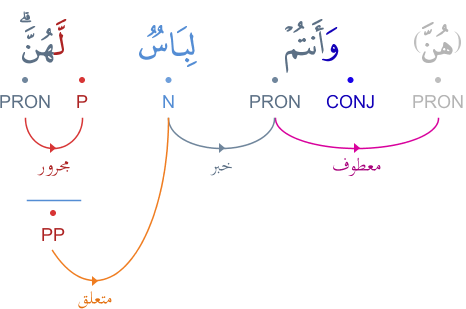 (هُنَّ) وَأَنتُمۡ لِبَاسٌ لَّهُنَّۗ
PRON CONJ PRON N P PRON
معطوف خبر مجرور
PP
متعلق